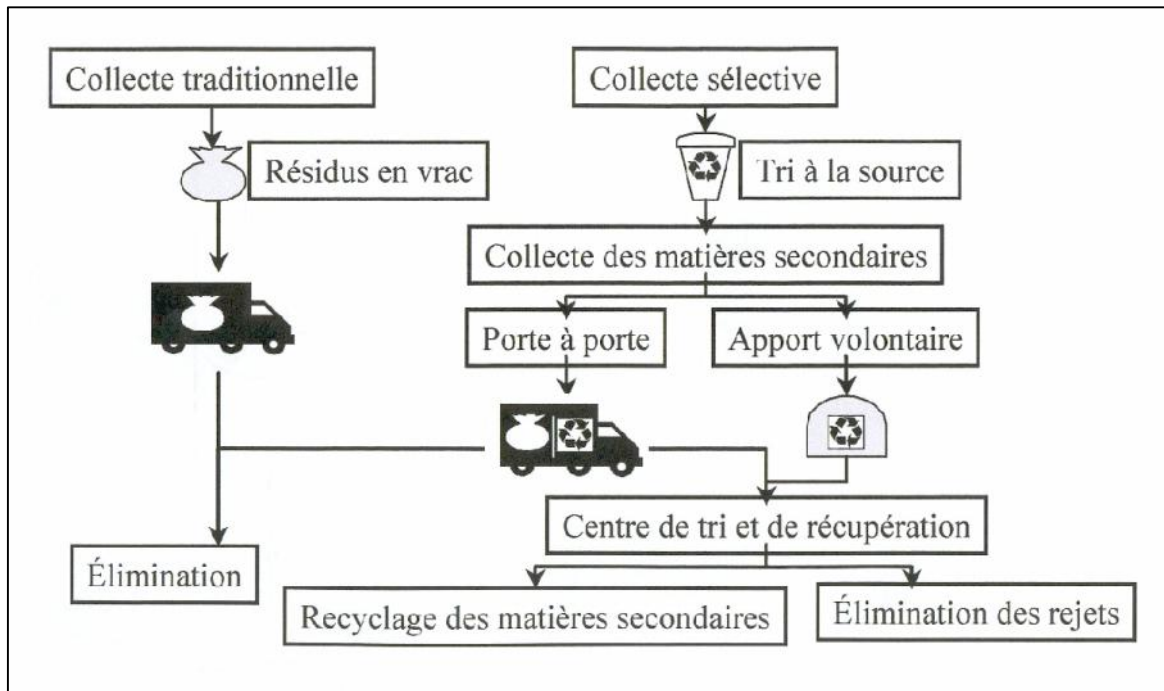 Collecte traditionnelle
Collecte sélective
Résidus en vrac
Tri à la source
Collecte des matières secondaires
Porte à porte
Apport volontaire
Centre de tri et de récupération
Élimination
Recyclage des matières secondaires
Élimination des rejets